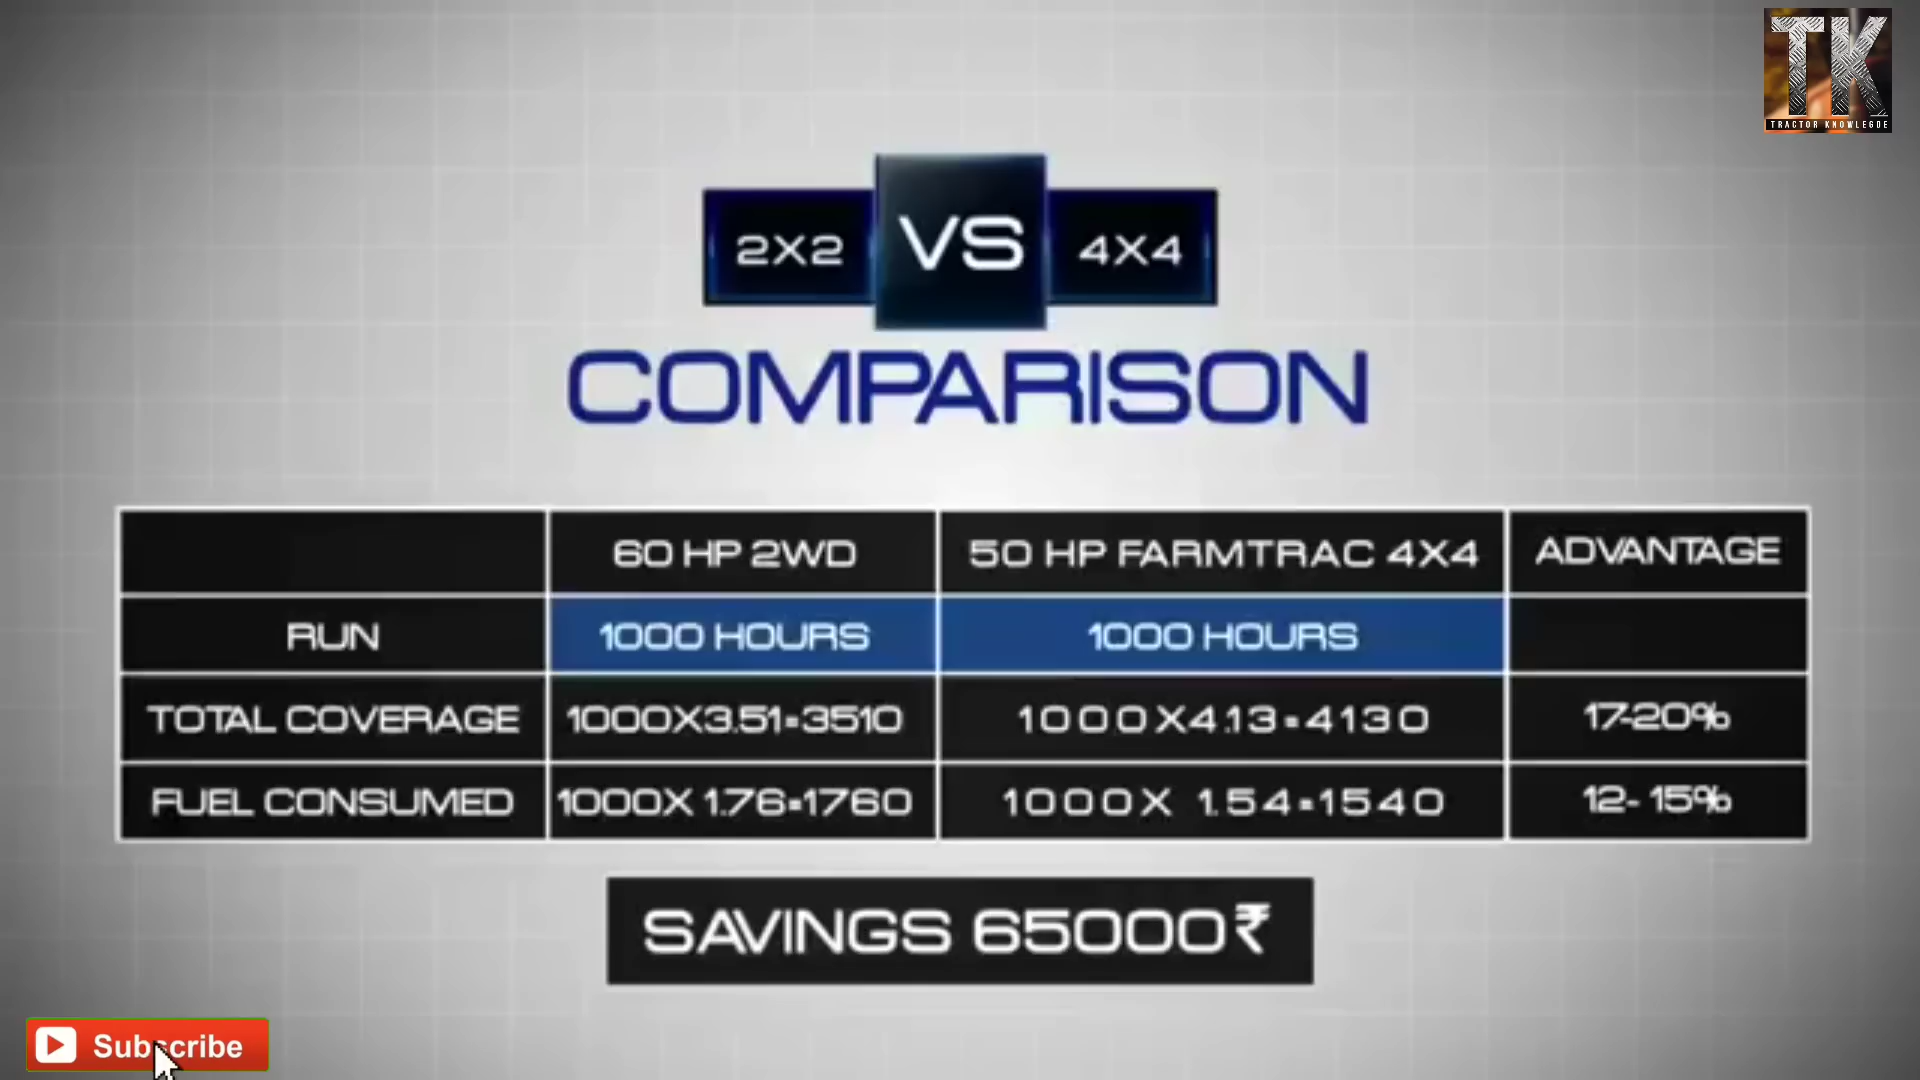 TK
TRACTOR KNOWLEGDE
2X2 VS 4X4
COMPARISON
60 HP 2WD 50 HP FARMTRAC 4X4 ADVANTAGE
RUN 1000 HOURS 1000 HOURS
TOTAL COVERAGE 1000X3.51=3510 1000X4.13=4130 17-20%
FUEL CONSUMED 1000X 1.76=1760 1000X 1.54=1540 12- 15%
SAVINGS 65000₹
Subscribe